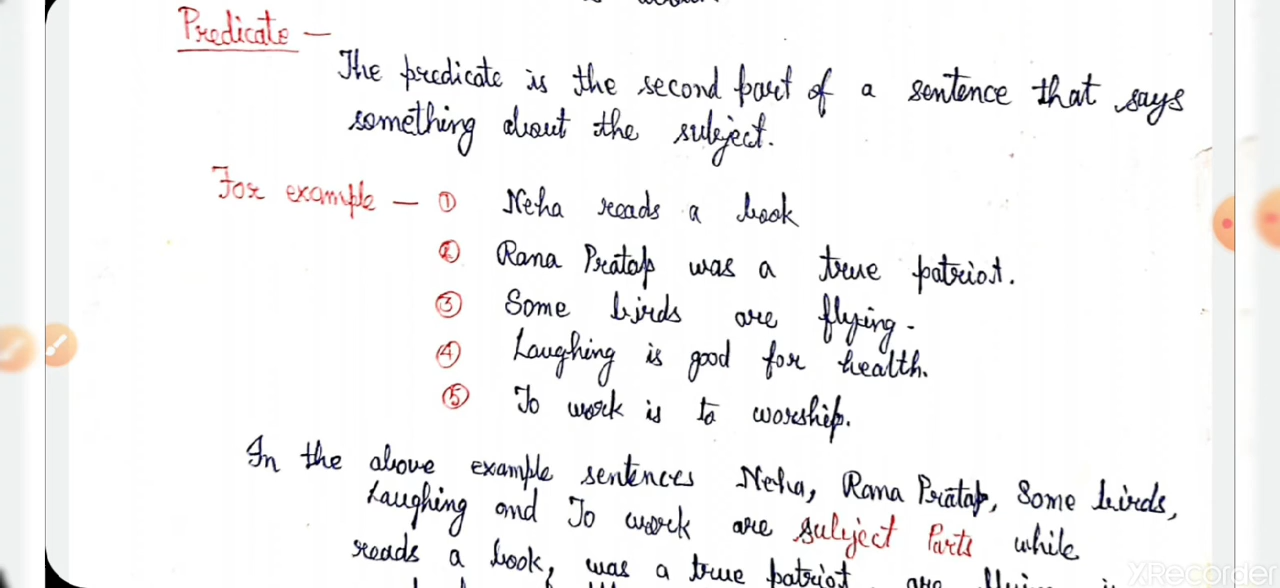 Predicate —
The predicate is the second part of a sentence that says
something about the subject.
For example — ① Neha reads a book
② Rana Pratap was a true patriot.
③ Some birds are flying.
④ Laughing is good for health.
⑤ To work is to worship.
In the above example sentences Neha, Rana Pratap, Some birds,
Laughing and To work are subject Parts while
reads a book, was a true patriot
XRecorder